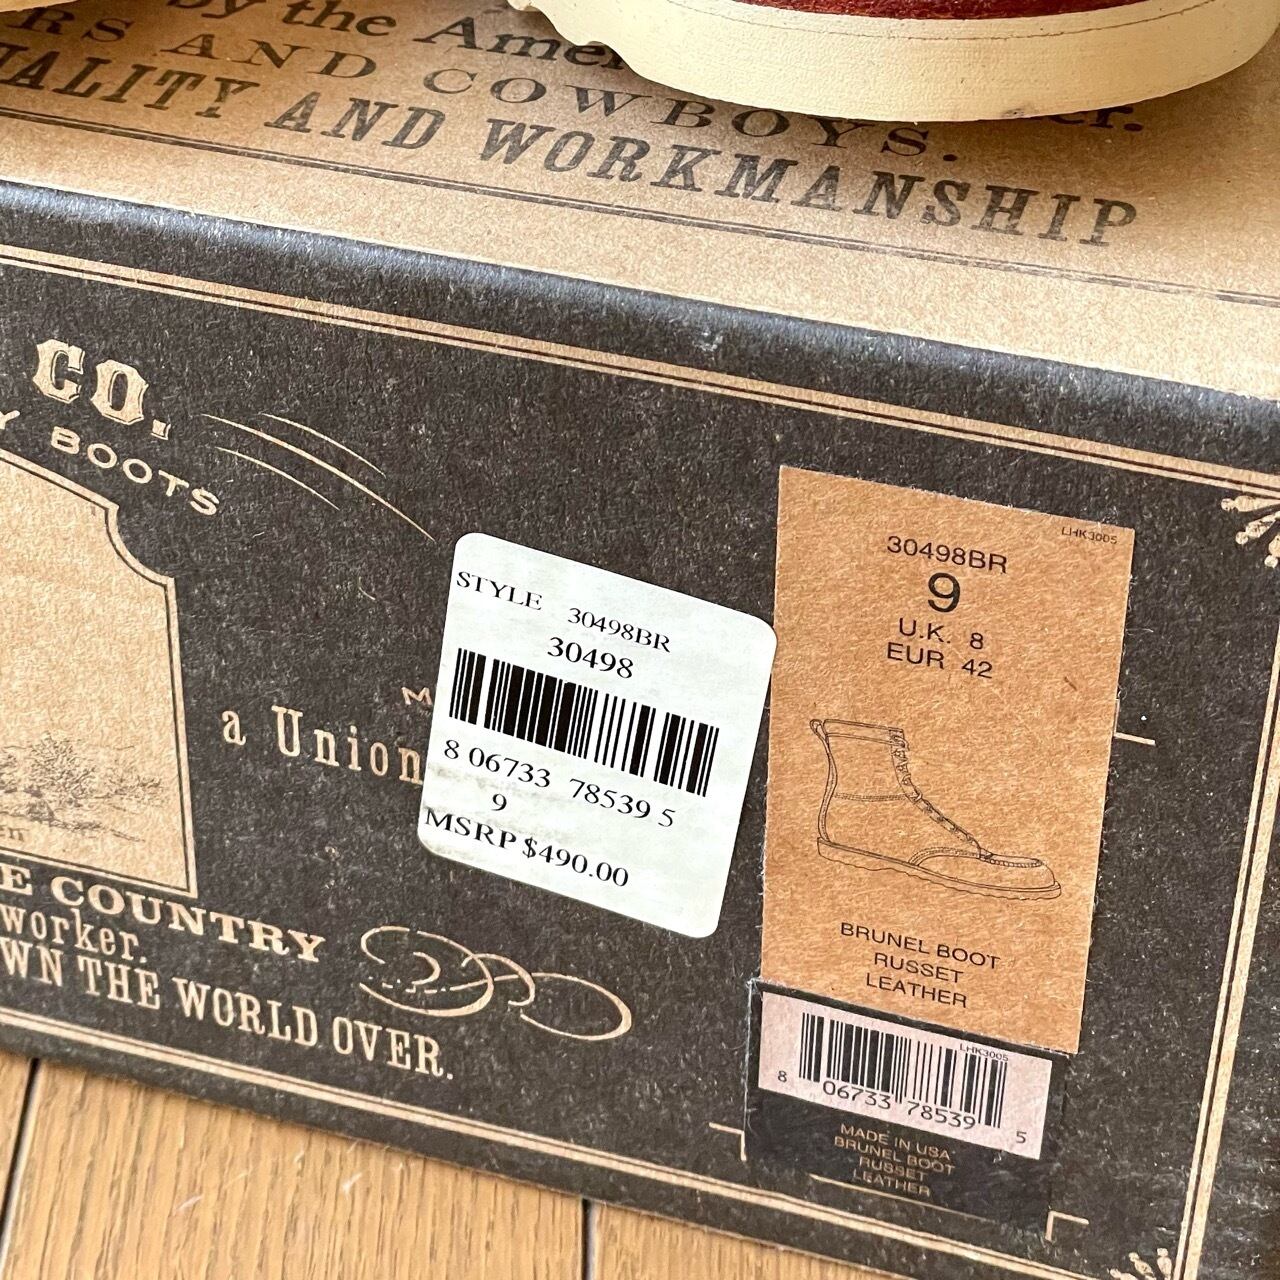 by the
RS AND COWBOYS.
QUALITY AND WORKMANSHIP
CO.
Y BOOTS
a Union
E COUNTRY
worker.
WN THE WORLD OVER.
STYLE 30498BR
30498
8 06733 78539 5
9
MSRP $490.00
LHK3005
30498BR
9
U.K. 8
EUR 42
BRUNEL BOOT
RUSSET
LEATHER
LHK3005
8 06733 78539 5
MADE IN USA
BRUNEL BOOT
RUSSET
LEATHER